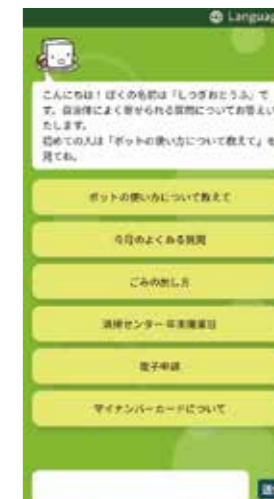 Languag
こんにちは！ぼくの名前は「しつぎおとうふ」で
す。自治体によく寄せられる質問についてお答えい
たします。
初めての人は「ボットの使い方について教えて」を
見てね。
ボットの使い方について教えて
今月のよくある質問
ごみの出し方
清掃センター年末開業日
電子申請
マイナンバーカードについて